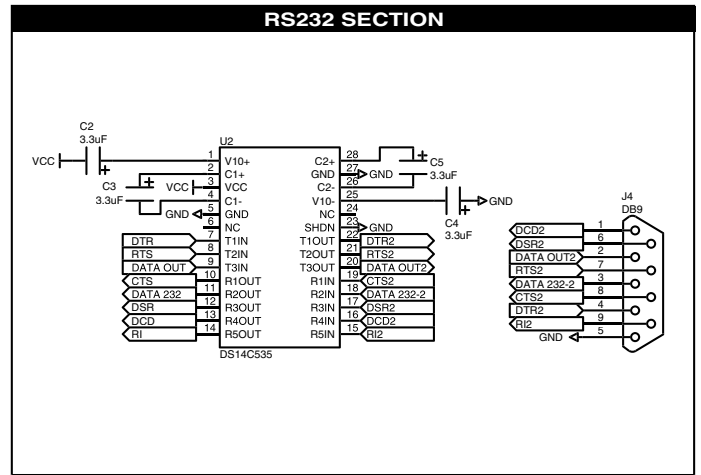 RS232 SECTION
C2
3.3uF
VCC
C3
3.3uF
VCC
GND
U2
1 V10+
2 C1+
3 VCC
4 C1-
5 GND
6 NC
7 T1IN
8 T2IN
9 T3IN
10 R1OUT
11 R2OUT
12 R3OUT
13 R4OUT
14 R5OUT
DTR
RTS
DATA OUT
CTS
DATA 232
DSR
DCD
RI
C2+ 28
GND 27
C2- 26
V10- 25
NC 24
SHDN 23
T1OUT 22
T2OUT 21
T3OUT 20
R1IN 19
R2IN 18
R3IN 17
R4IN 16
R5IN 15
DS14C535
C5
3.3uF
GND
GND
C4
3.3uF
GND
DTR2
RTS2
DATA OUT2
CTS2
DATA 232-2
DSR2
DCD2
RI2
J4
DB9
DCD2 1
DSR2 6
DATA OUT2 2
RTS2 7
DATA 232-2 3
CTS2 8
DTR2 4
RI2 9
GND 5